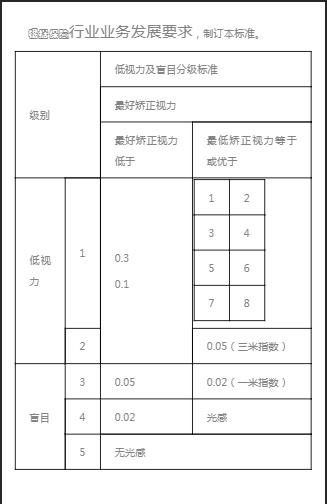 行业业务发展要求，制订本标准。
级别
低视力及盲目分级标准
最好矫正视力
最好矫正视力
低于
最低矫正视力等于
或优于
低视
力
1
0.3
0.1
1 2
3 4
5 6
7 8
2
0.05（三米指数）
盲目
3
0.05
0.02（一米指数）
4
0.02
光感
5
无光感